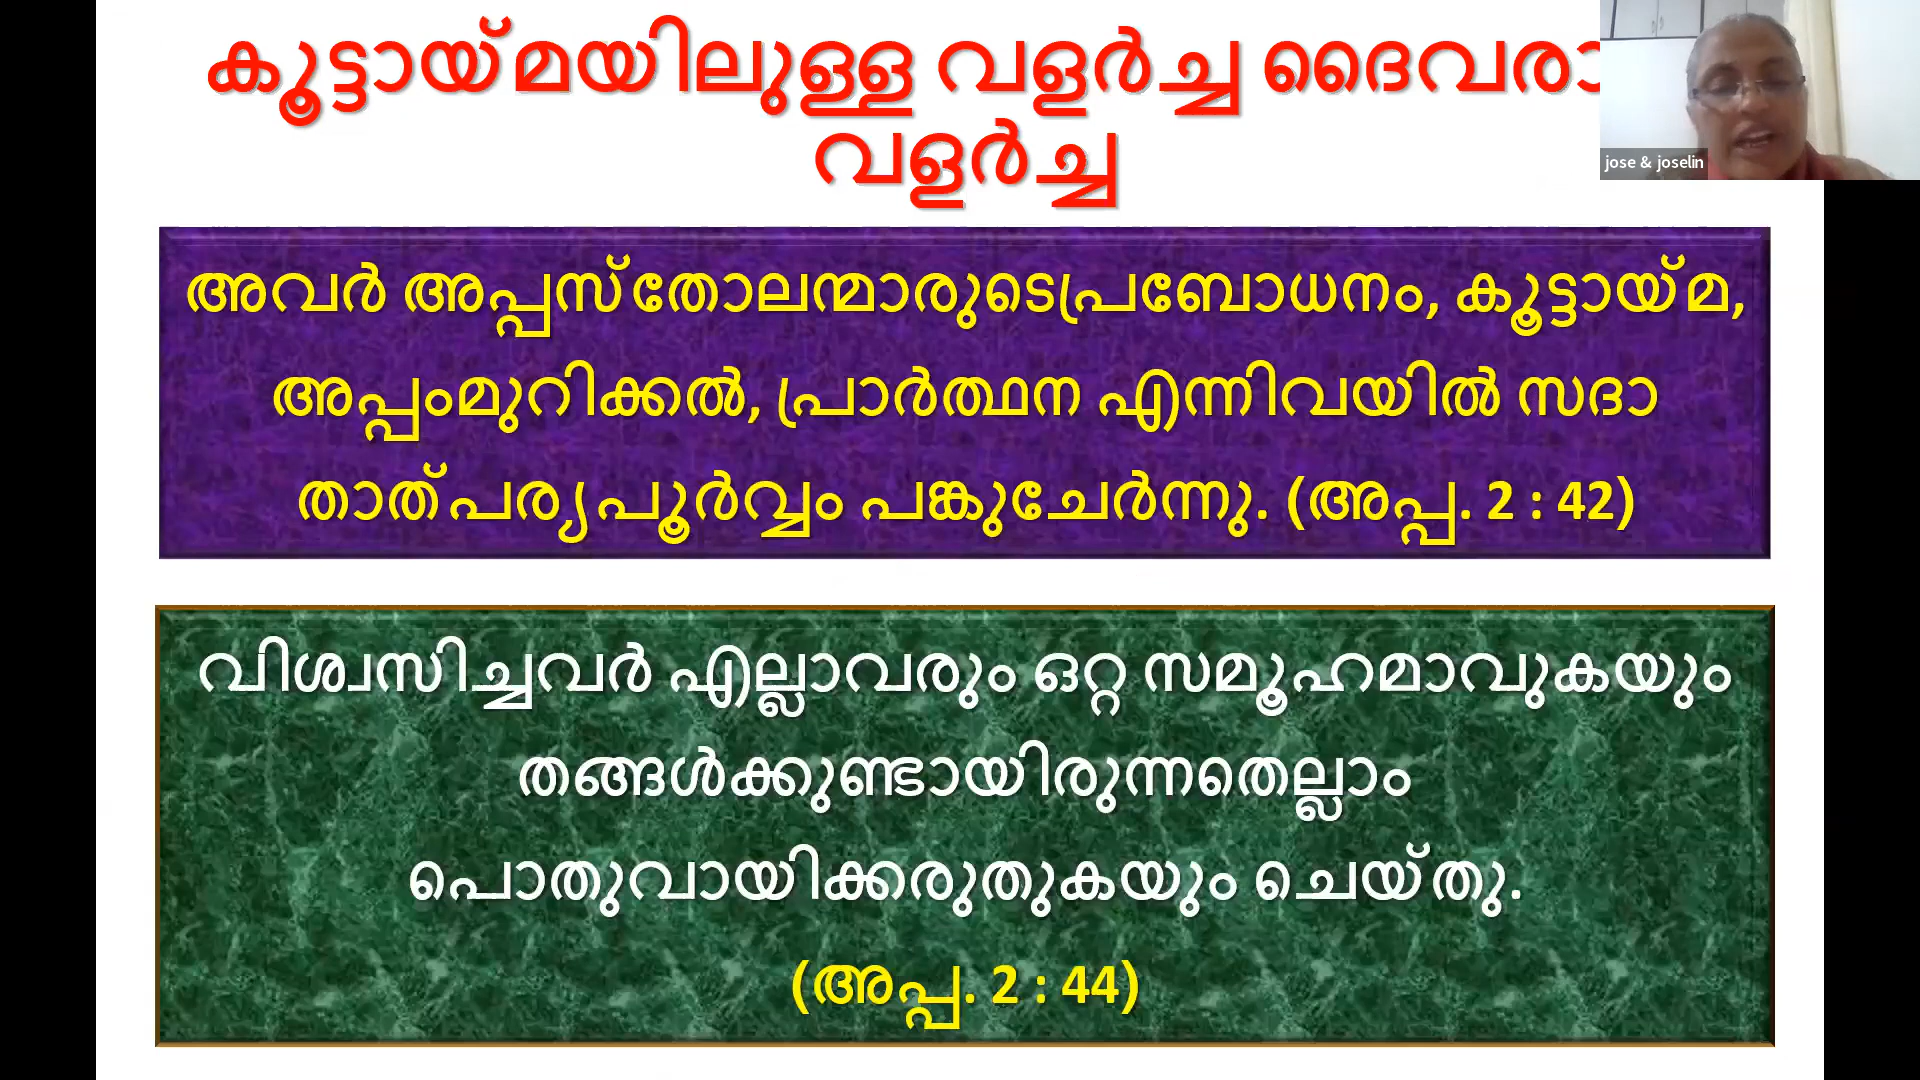 കൂട്ടായ്മയിലുള്ള വളർച്ച
വളർച്ച
jose & joselin
അവർ അപ്പസ്തോലന്മാരുടെപ്രബോധനം, കൂട്ടായ്മ,
അപ്പംമുറിക്കൽ, പ്രാർത്ഥന എന്നിവയിൽ സദാ
താത്പര്യപൂർവ്വം പങ്കുചേർന്നു. (അപ്പ. 2 : 42)
വിശ്വസിച്ചവർ എല്ലാവരും ഒറ്റ സമൂഹമാവുകയും
തങ്ങൾക്കുണ്ടായിരുന്നതെല്ലാം
പൊതുവായിക്കരുതുകയും ചെയ്തു.
(അപ്പ. 2 : 44)